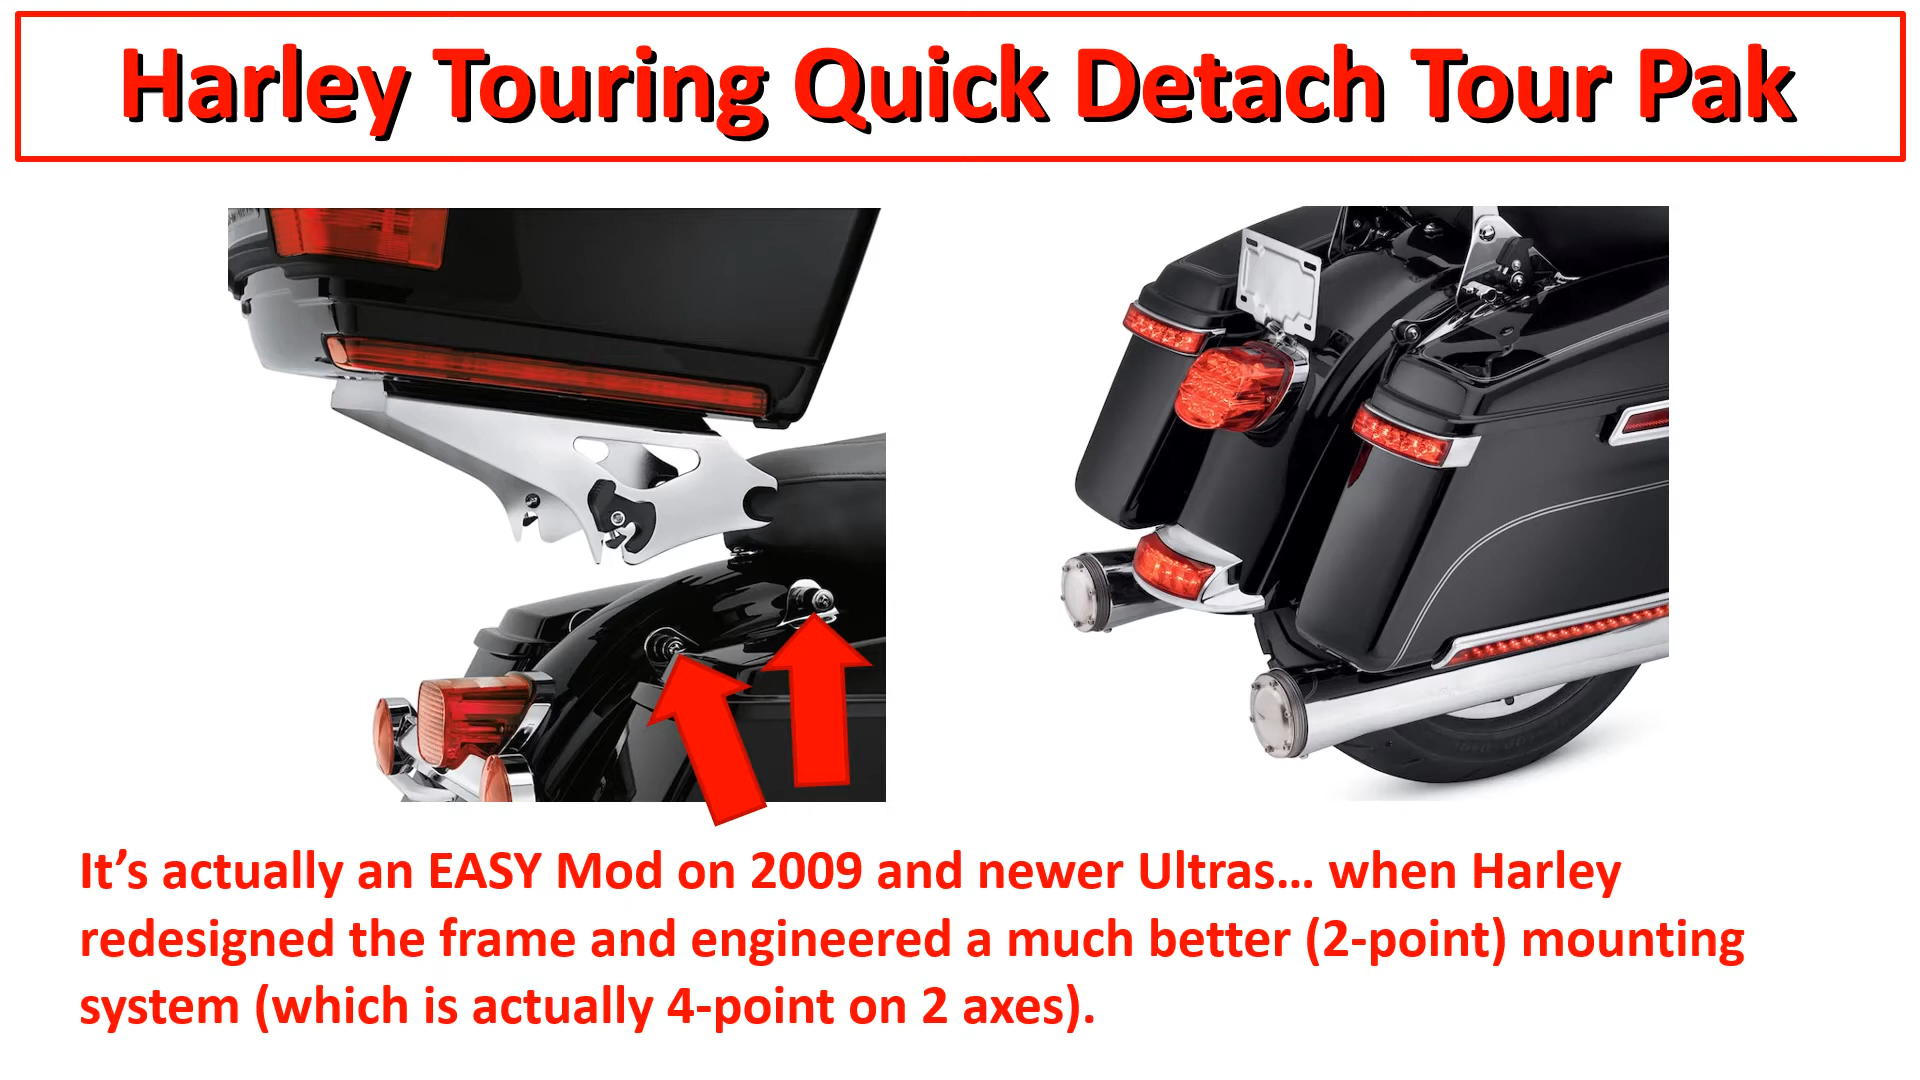 Harley Touring Quick Detach Tour Pak
It’s actually an EASY Mod on 2009 and newer Ultras… when Harley
redesigned the frame and engineered a much better (2-point) mounting
system (which is actually 4-point on 2 axes).